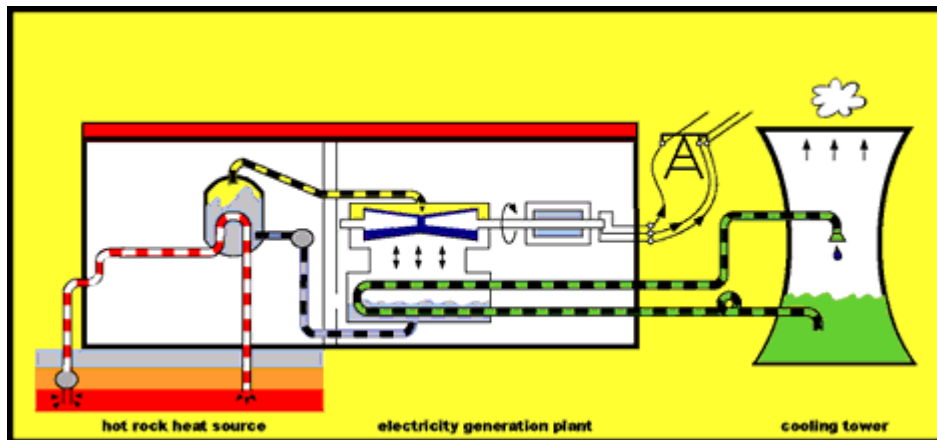 hot rock heat source
electricity generation plant
cooling tower